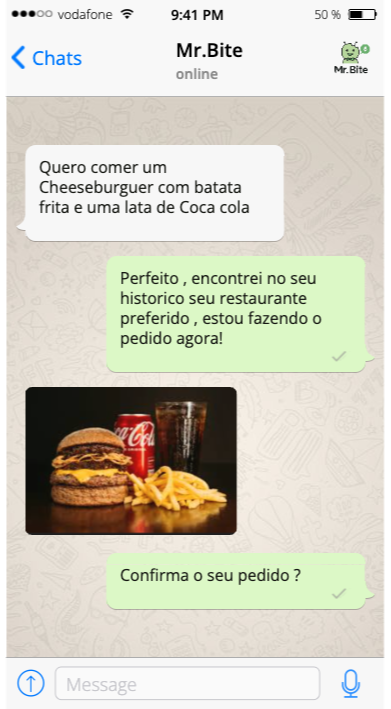 vodafone 9:41 PM 50 %
Chats
Mr.Bite
online
Mr.Bite
Quero comer um
Cheeseburguer com batata
frita e uma lata de Coca cola
Perfeito , encontrei no seu
historico seu restaurante
preferido , estou fazendo o
pedido agora!
Coca-Col
Confirma o seu pedido ?
Message